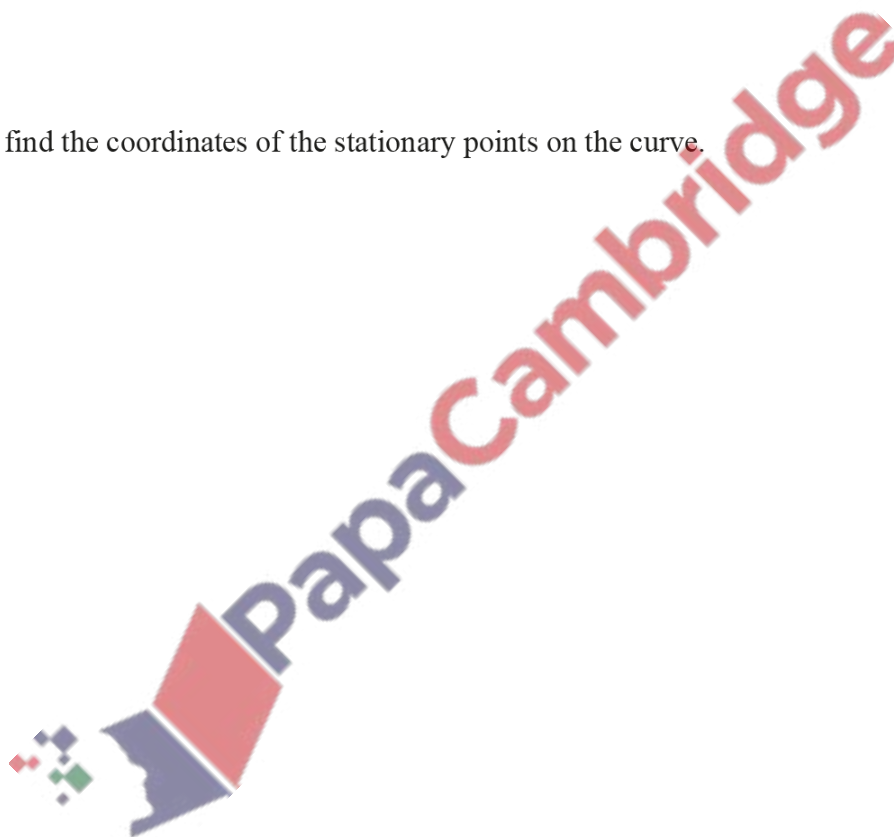 find the coordinates of the stationary points on the curve.
PapaCambridge